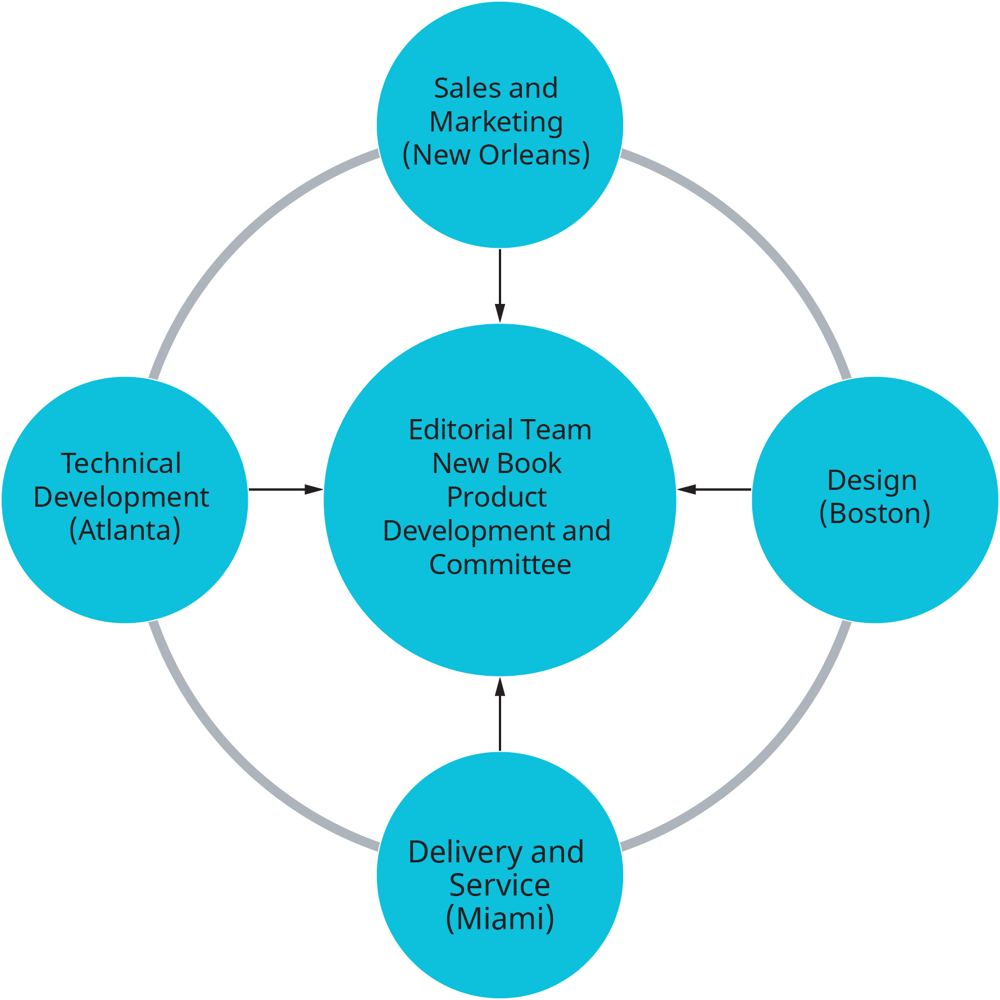 Sales and
Marketing
(New Orleans)
Technical
Development
(Atlanta)
Editorial Team
New Book
Product
Development and
Committee
Design
(Boston)
Delivery and
Service
(Miami)